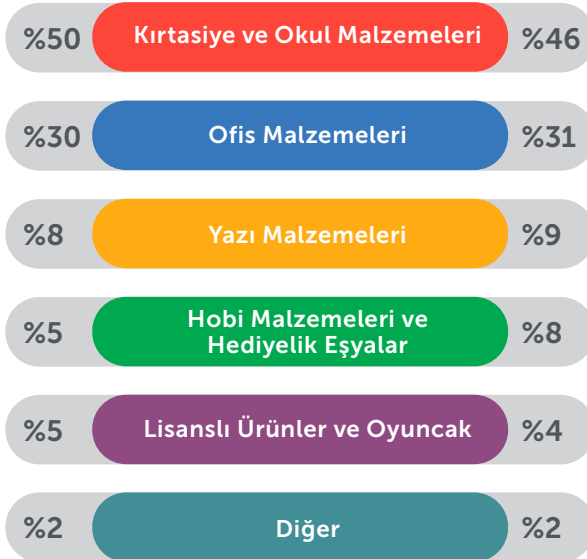 %50 Kırtasiye ve Okul Malzemeleri %46
%30 Ofis Malzemeleri %31
%8 Yazı Malzemeleri %9
%5 Hobi Malzemeleri ve
Hediyelik Eşyalar %8
%5 Lisanslı Ürünler ve Oyuncak %4
%2 Diğer %2